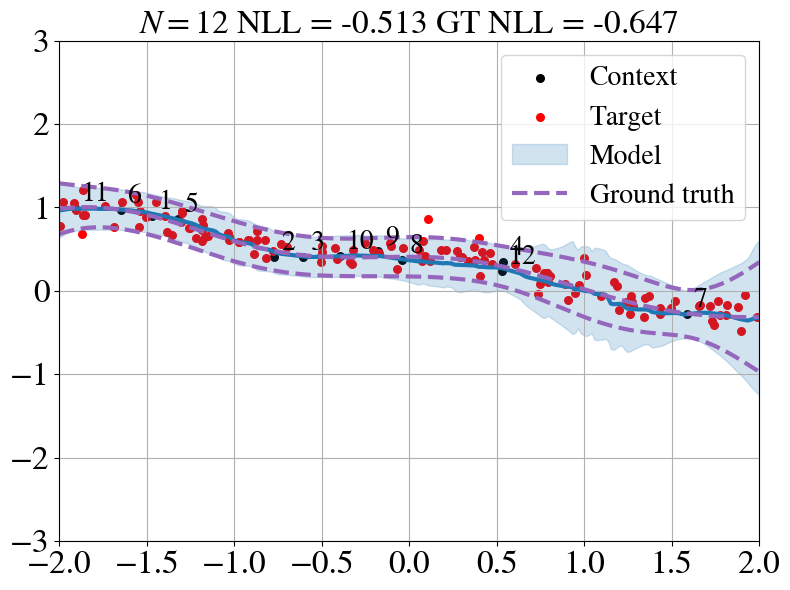 N = 12 NLL = -0.513 GT NLL = -0.647
3
2
1
0
−1
−2
−3
Context
Target
Model
Ground truth
11 6 1 5
2 3 10 9 8 4
12
7
−2.0 −1.5 −1.0 −0.5 0.0 0.5 1.0 1.5 2.0